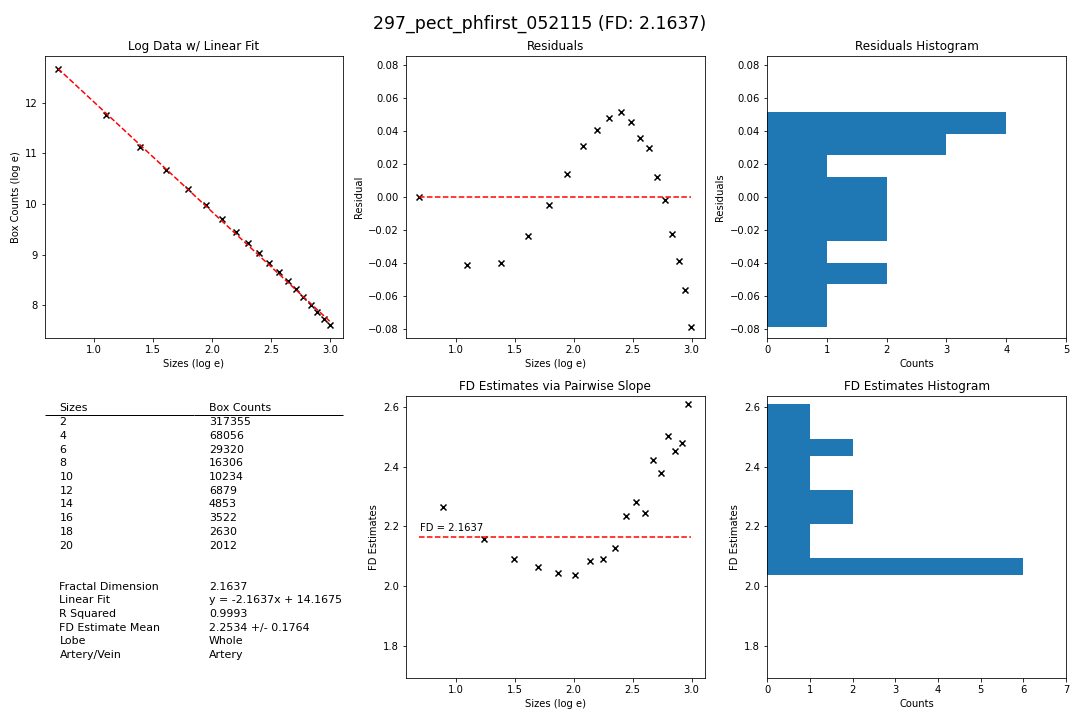 297_pect_phfirst_052115 (FD: 2.1637)
Log Data w/ Linear Fit
Box Counts (log e)
12
11
10
9
8
1.0 1.5 2.0 2.5 3.0
Sizes (log e)
Residuals
Residual
0.08
0.06
0.04
0.02
0.00
−0.02
−0.04
−0.06
−0.08
1.0 1.5 2.0 2.5 3.0
Sizes (log e)
Residuals Histogram
Residuals
0.08
0.06
0.04
0.02
0.00
−0.02
−0.04
−0.06
−0.08
0 1 2 3 4 5
Counts
Sizes Box Counts
2 317355
4 68056
6 29320
8 16306
10 10234
12 6879
14 4853
16 3522
18 2630
20 2012
Fractal Dimension 2.1637
Linear Fit y = -2.1637x + 14.1675
R Squared 0.9993
FD Estimate Mean 2.2534 +/- 0.1764
Lobe Whole
Artery/Vein Artery
FD Estimates via Pairwise Slope
FD Estimates
2.6
2.4
2.2
2.0
1.8
FD = 2.1637
1.0 1.5 2.0 2.5 3.0
Sizes (log e)
FD Estimates Histogram
FD Estimates
2.6
2.4
2.2
2.0
1.8
0 1 2 3 4 5 6 7
Counts